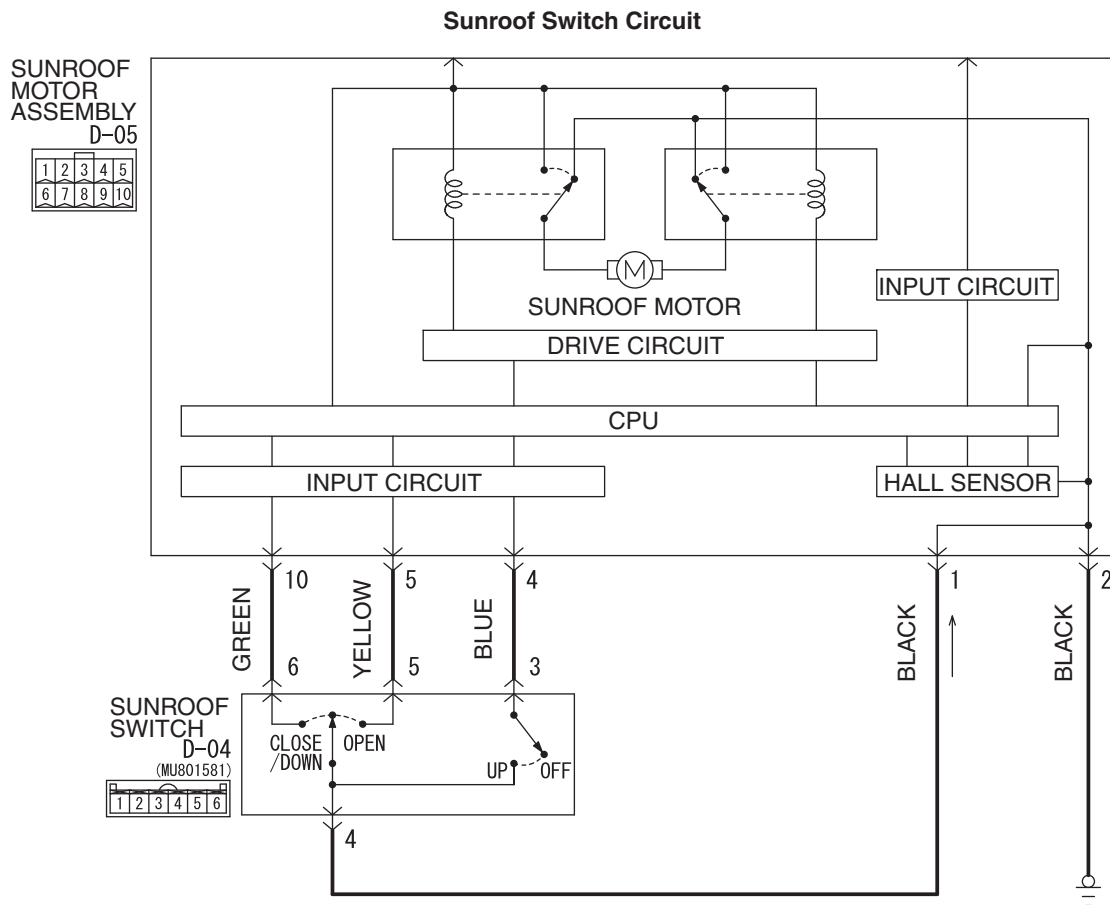 Sunroof Switch Circuit
SUNROOF
MOTOR
ASSEMBLY
D-05
1 2 3 4 5
6 7 8 9 10
M
SUNROOF MOTOR
INPUT CIRCUIT
DRIVE CIRCUIT
CPU
INPUT CIRCUIT
HALL SENSOR
10 5 4 1 2
GREEN
YELLOW
BLUE
BLACK
BLACK
6 5 3
SUNROOF
SWITCH
D-04
(MU801581)
1 2 3 4 5 6
CLOSE
/DOWN
OPEN
UP
OFF
4